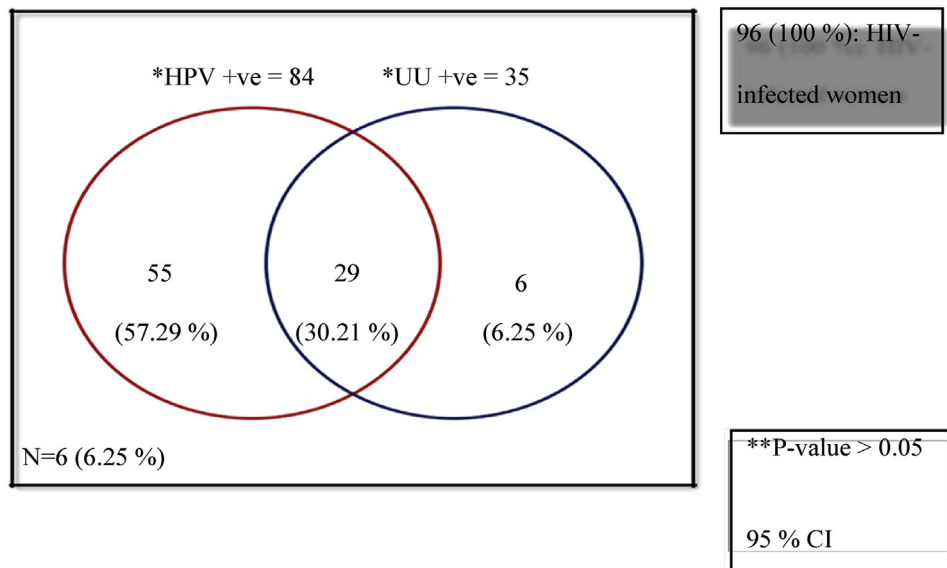 *HPV +ve = 84
*UU +ve = 35
55
(57.29 %)
29
(30.21 %)
6
(6.25 %)
N=6 (6.25 %)
96 (100 %): HIV-
infected women
**P-value > 0.05
95 % CI